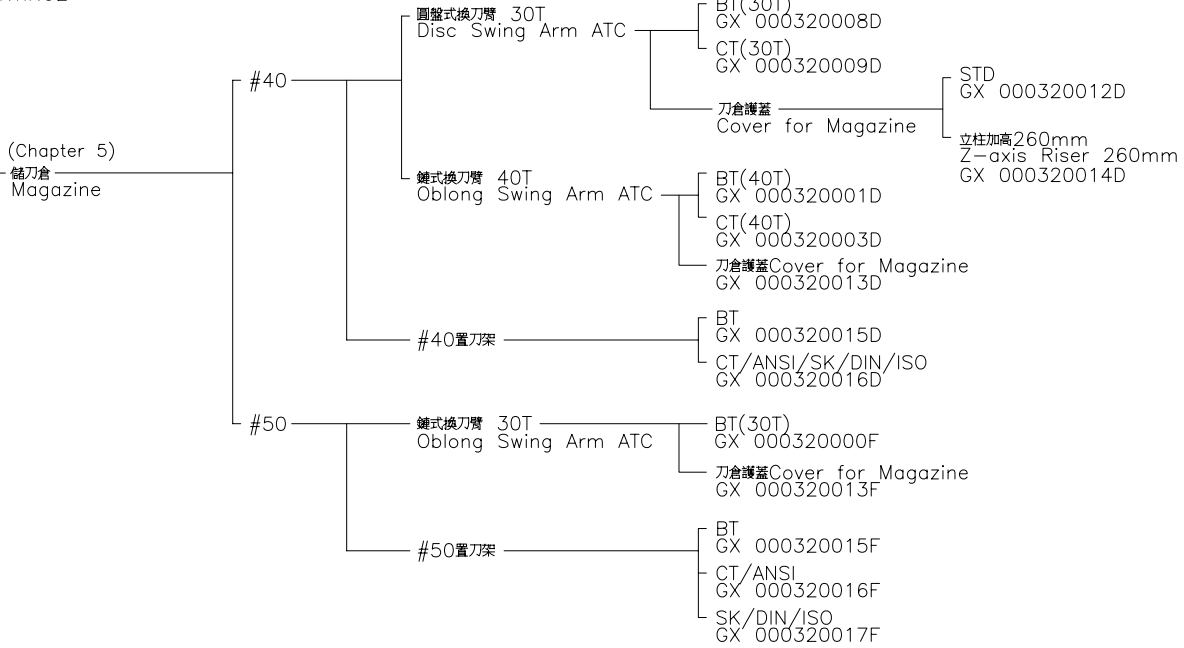 圓盤式換刀臂 30T
Disc Swing Arm ATC
BT(30T)
GX 000320008D
CT(30T)
GX 000320009D
#40
刀倉護蓋
Cover for Magazine
STD
GX 000320012D
立柱加高260mm
Z-axis Riser 260mm
GX 000320014D
(Chapter 5)
儲刀倉
Magazine
鏈式換刀臂 40T
Oblong Swing Arm ATC
BT(40T)
GX 000320001D
CT(40T)
GX 000320003D
刀倉護蓋Cover for Magazine
GX 000320013D
#40置刀架
BT
GX 000320015D
CT/ANSI/SK/DIN/ISO
GX 000320016D
#50
鏈式換刀臂 30T
Oblong Swing Arm ATC
BT(30T)
GX 000320000F
刀倉護蓋Cover for Magazine
GX 000320013F
#50置刀架
BT
GX 000320015F
CT/ANSI
GX 000320016F
SK/DIN/ISO
GX 000320017F